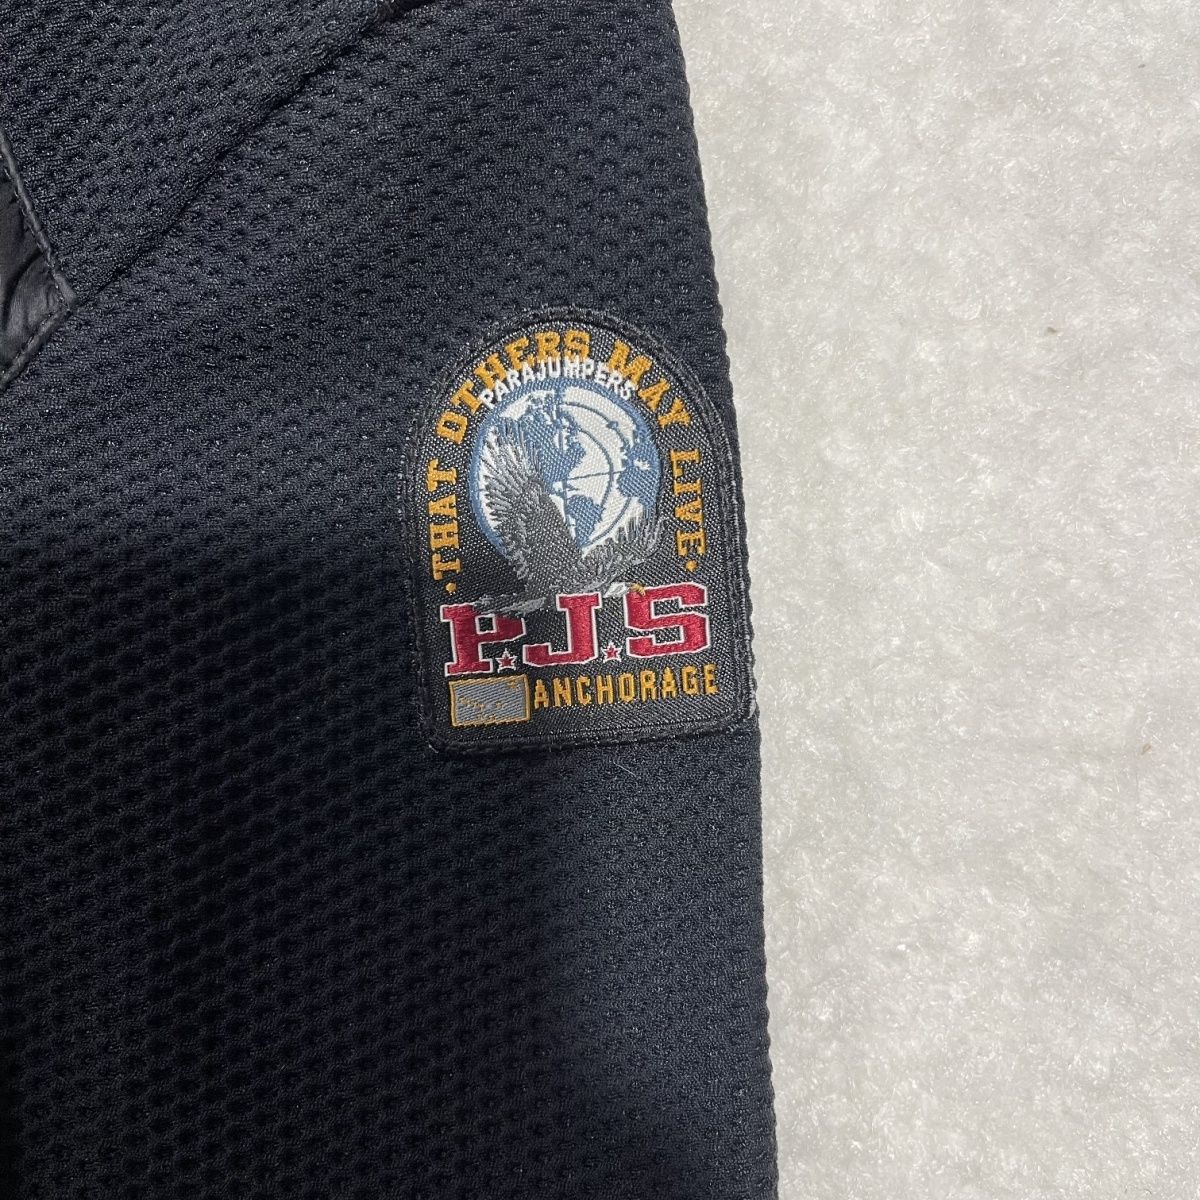 ·THAT OTHERS MAY LIVE·
PARAJUMPERS
P.J.S
ANCHORAGE